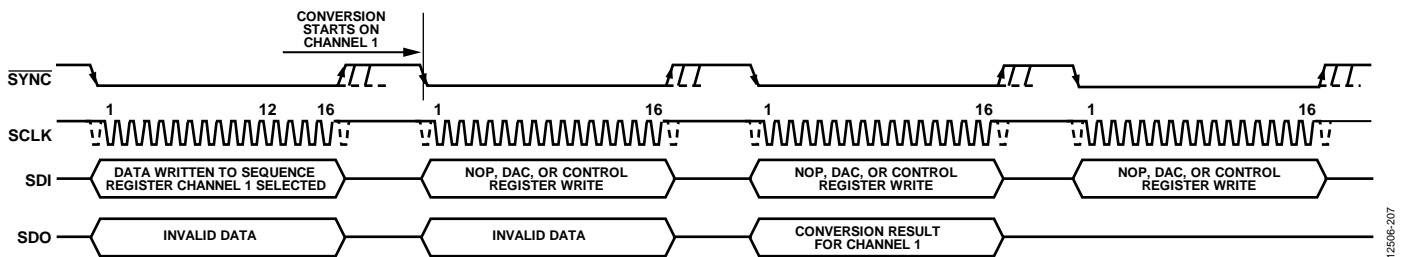 CONVERSION
STARTS ON
CHANNEL 1
SYNC
1 12 16 1 16 1 16 1 16
SCLK
SDI
DATA WRITTEN TO SEQUENCE
REGISTER CHANNEL 1 SELECTED
NOP, DAC, OR CONTROL
REGISTER WRITE
NOP, DAC, OR CONTROL
REGISTER WRITE
NOP, DAC, OR CONTROL
REGISTER WRITE
SDO
INVALID DATA
INVALID DATA
CONVERSION RESULT
FOR CHANNEL 1
12506-207